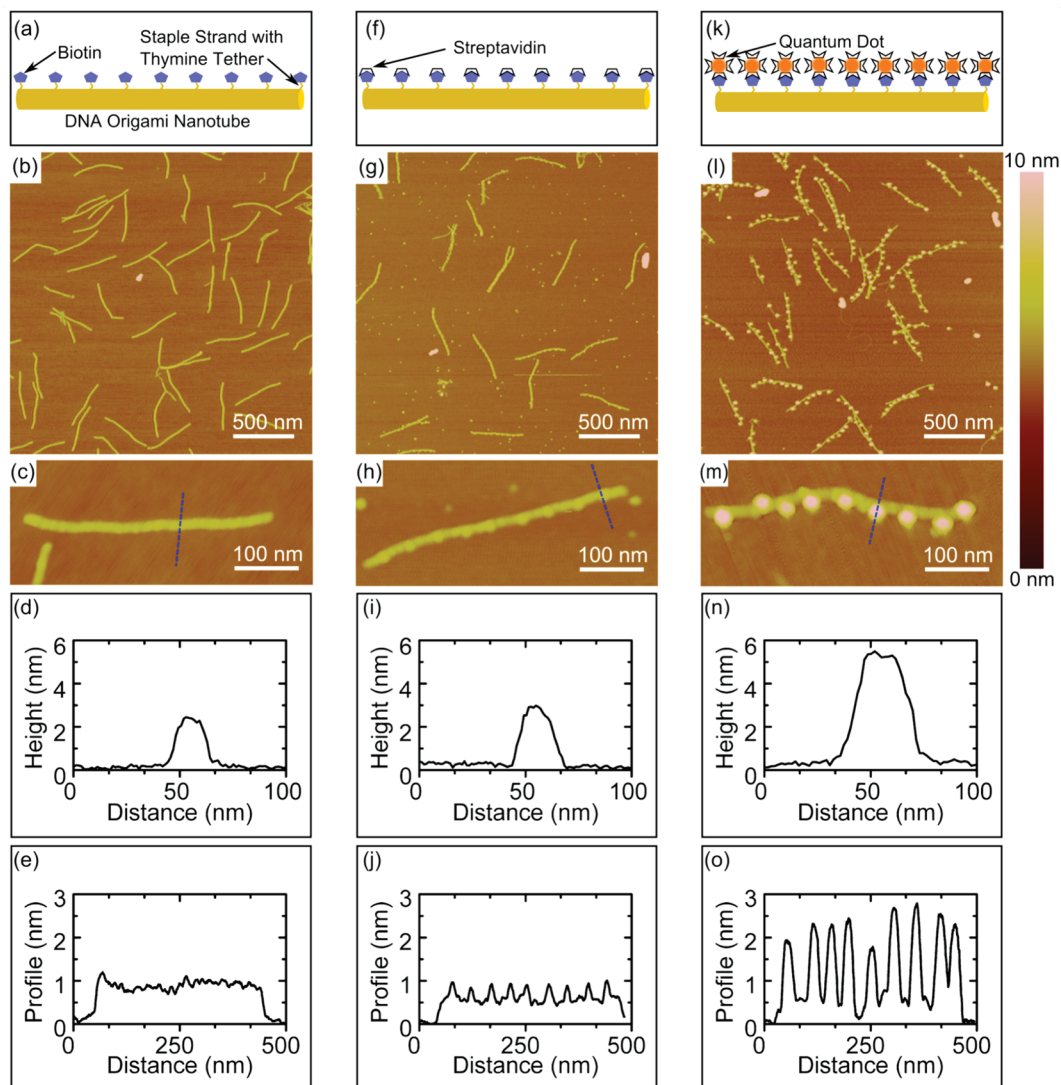 (a)
Biotin
Staple Strand with
Thymine Tether
DNA Origami Nanotube
(f)
Streptavidin
(k)
Quantum Dot
(b)
500 nm
(g)
500 nm
(l)
500 nm
10 nm
0 nm
(c)
100 nm
(h)
100 nm
(m)
100 nm
(d)
Height (nm)
6
4
2
0
0 50 100
Distance (nm)
(i)
Height (nm)
6
4
2
0
0 50 100
Distance (nm)
(n)
Height (nm)
6
4
2
0
0 50 100
Distance (nm)
(e)
Profile (nm)
3
2
1
0
0 250 500
Distance (nm)
(j)
Profile (nm)
3
2
1
0
0 250 500
Distance (nm)
(o)
Profile (nm)
3
2
1
0
0 250 500
Distance (nm)